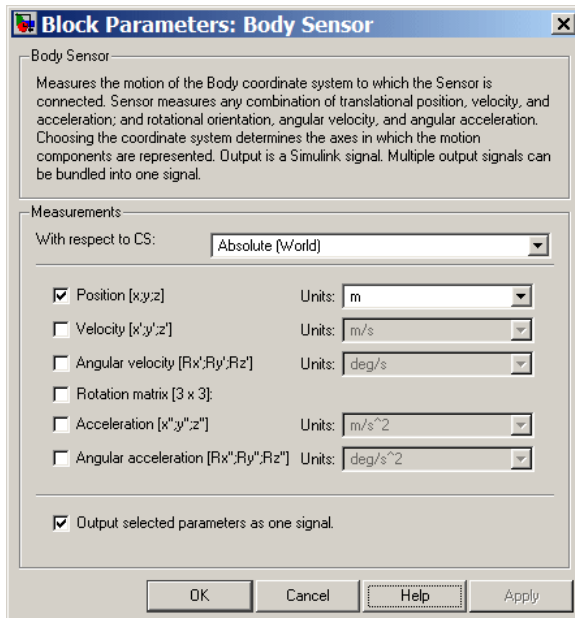 Block Parameters: Body Sensor
Body Sensor
Measures the motion of the Body coordinate system to which the Sensor is
connected. Sensor measures any combination of translational position, velocity, and
acceleration; and rotational orientation, angular velocity, and angular acceleration.
Choosing the coordinate system determines the axes in which the motion
components are represented. Output is a Simulink signal. Multiple output signals can
be bundled into one signal.
Measurements
With respect to CS: Absolute (World)
Position [x;y;z] Units: m
Velocity [x';y';z'] Units: m/s
Angular velocity [Rx';Ry';Rz'] Units: deg/s
Rotation matrix [3 x 3]:
Acceleration [x";y";z"] Units: m/s^2
Angular acceleration [Rx";Ry";Rz"] Units: deg/s^2
Output selected parameters as one signal.
OK Cancel Help Apply